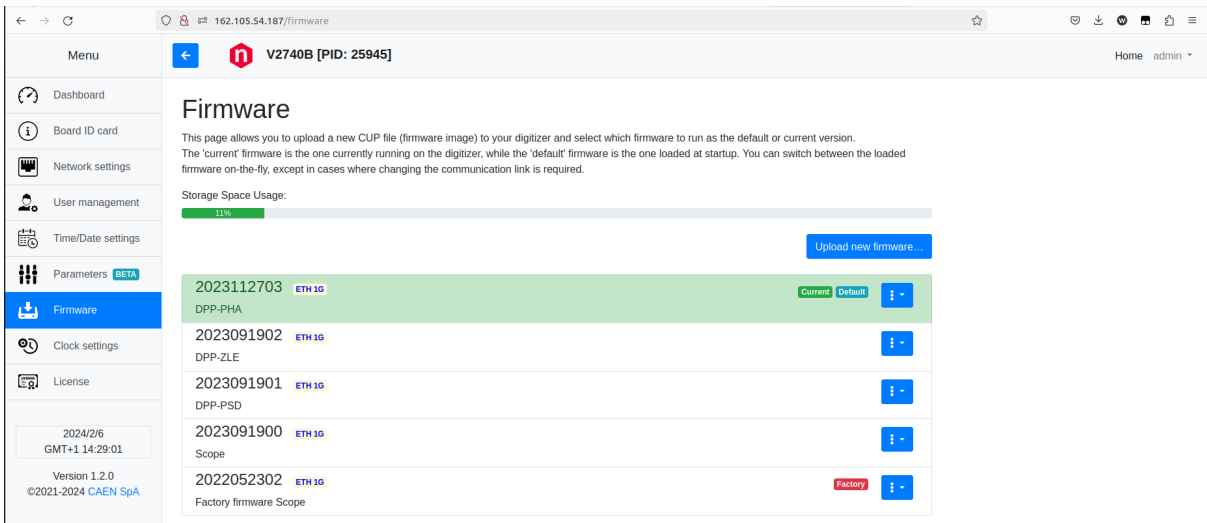 162.105.54.187/firmware
Menu
n V2740B [PID: 25945]
Home admin
Dashboard
Board ID card
Network settings
User management
Time/Date settings
Parameters BETA
Firmware
Clock settings
License
2024/2/6
GMT+1 14:29:01
Version 1.2.0
©2021-2024 CAEN SpA
Firmware
This page allows you to upload a new CUP file (firmware image) to your digitizer and select which firmware to run as the default or current version.
The 'current' firmware is the one currently running on the digitizer, while the 'default' firmware is the one loaded at startup. You can switch between the loaded
firmware on-the-fly, except in cases where changing the communication link is required.
Storage Space Usage:
11%
Upload new firmware...
2023112703 ETH 1G Current Default
DPP-PHA
2023091902 ETH 1G
DPP-ZLE
2023091901 ETH 1G
DPP-PSD
2023091900 ETH 1G
Scope
2022052302 ETH 1G Factory
Factory firmware Scope